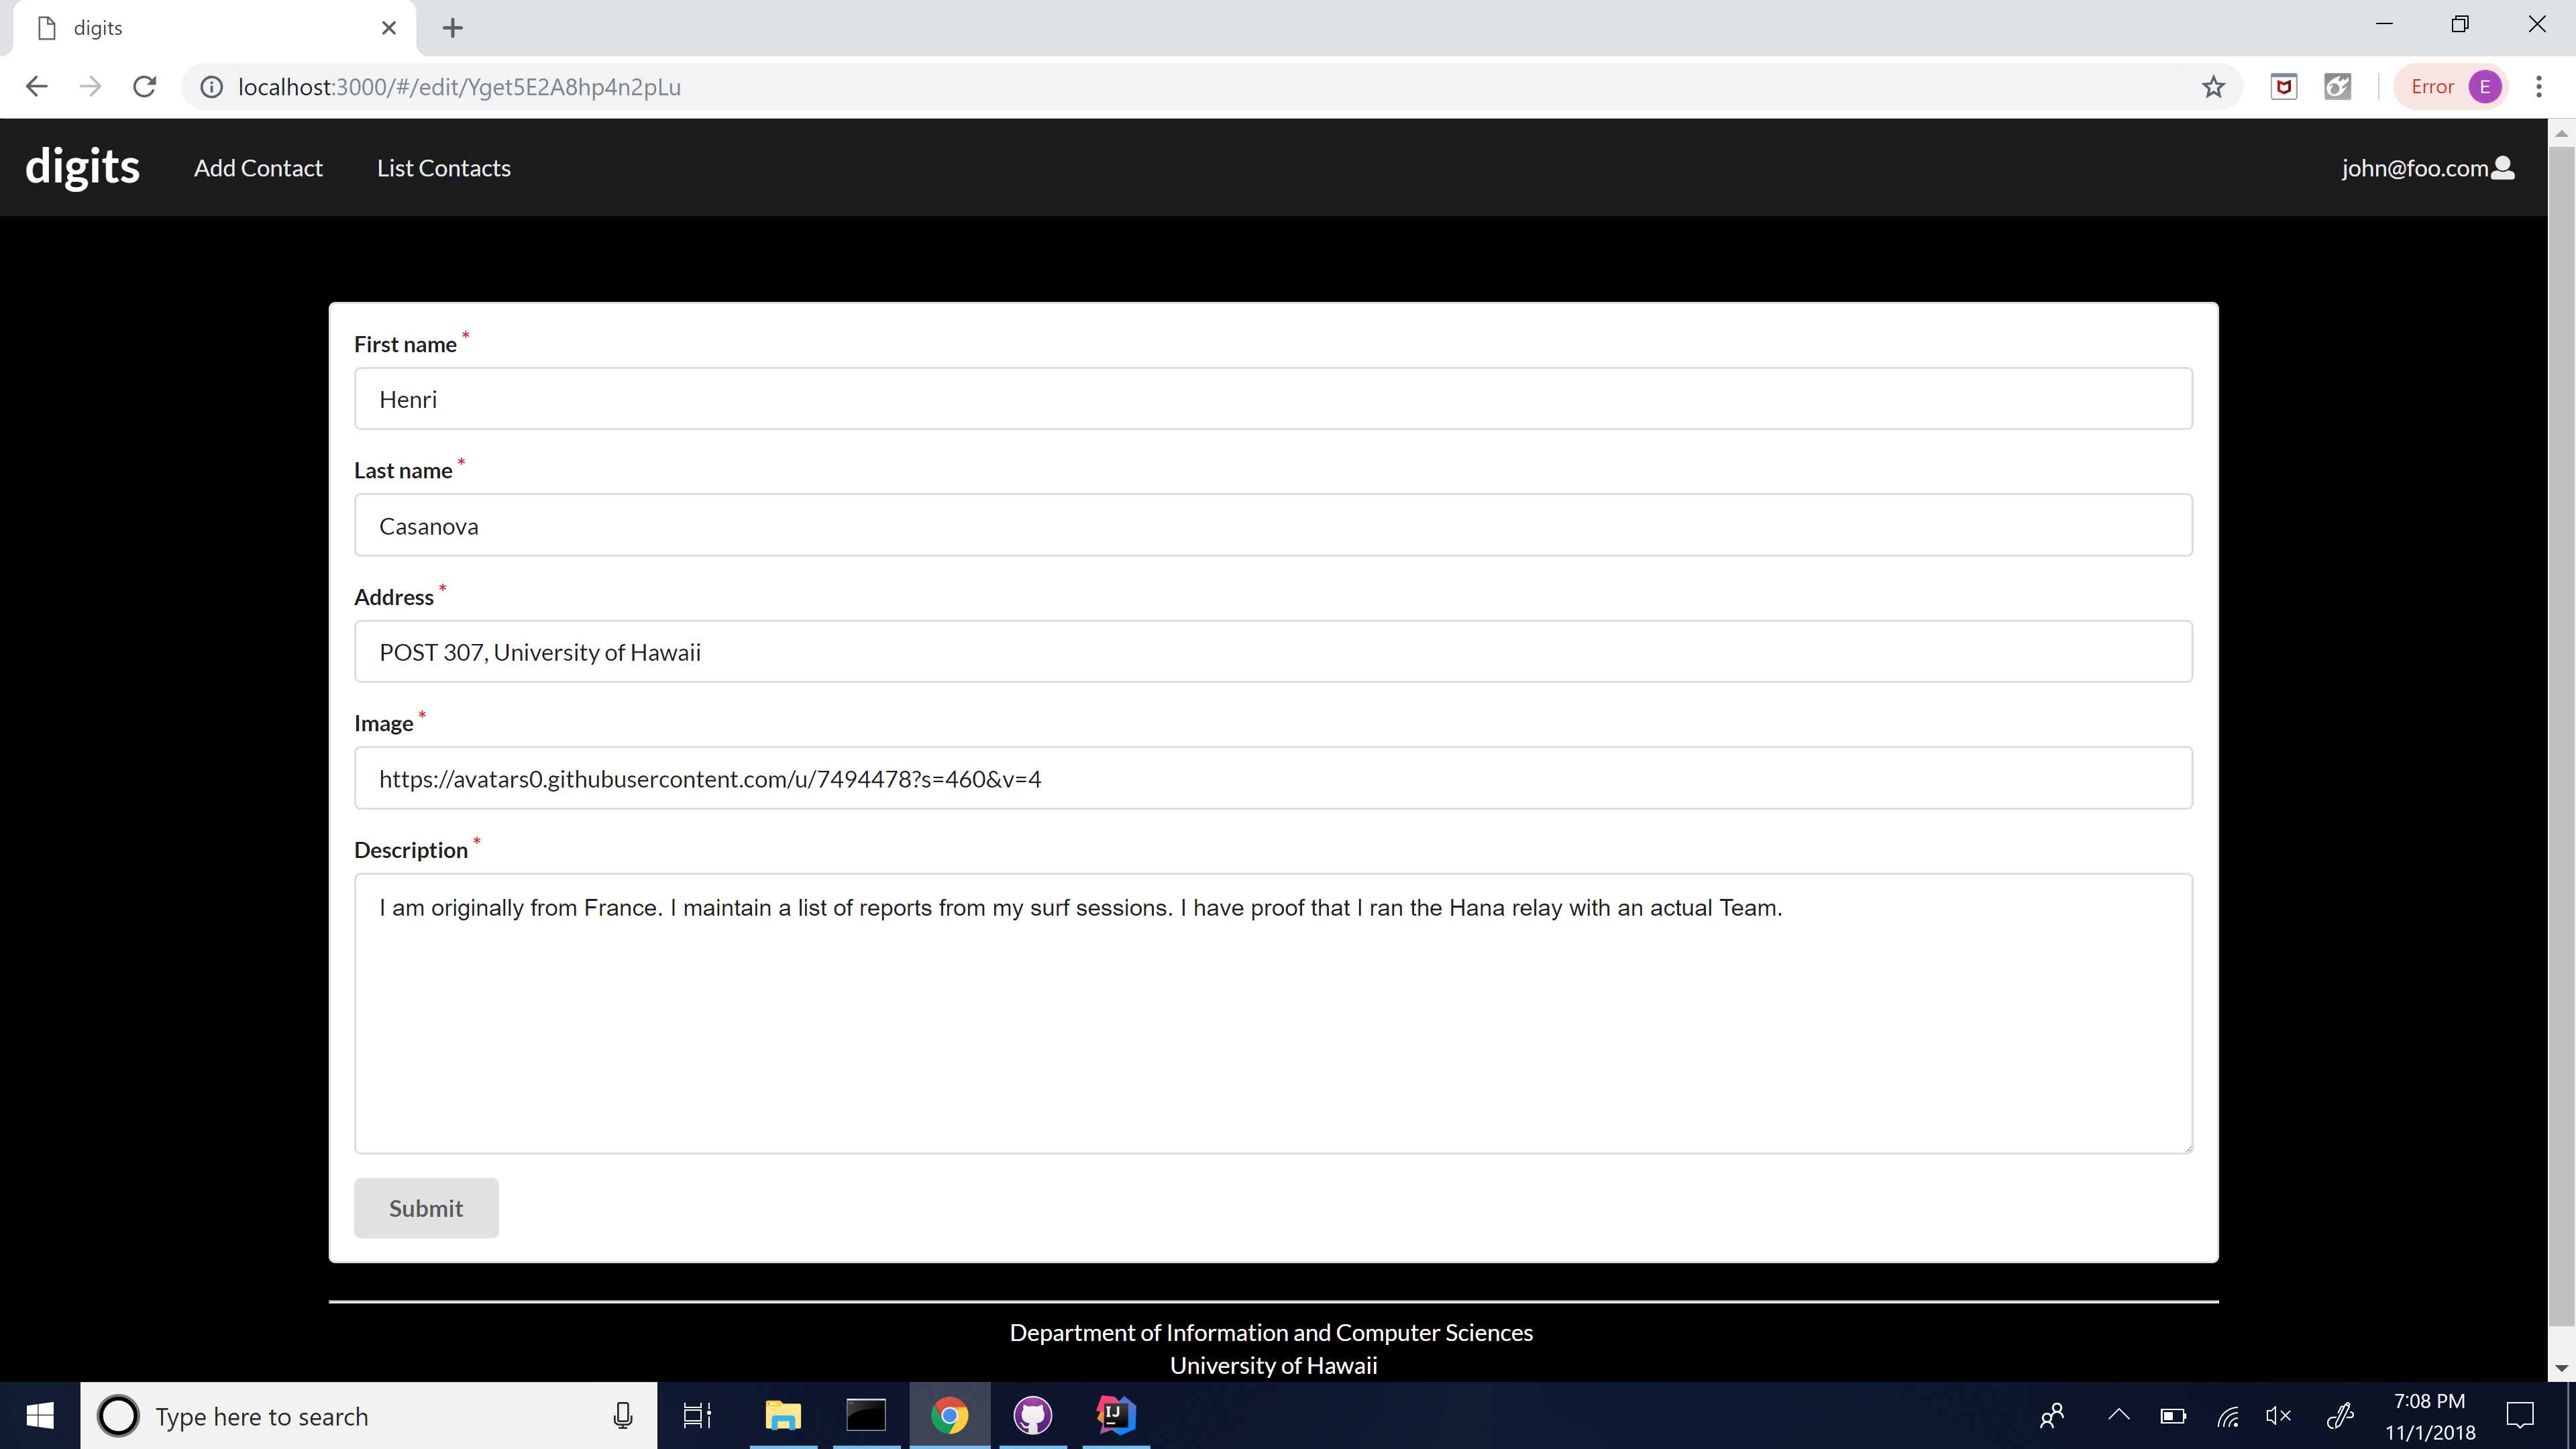 digits
localhost:3000/#/edit/Yget5E2A8hp4n2pLu
Error E
digits Add Contact List Contacts john@foo.com
First name *
Henri
Last name *
Casanova
Address *
POST 307, University of Hawaii
Image *
https://avatars0.githubusercontent.com/u/7494478?s=460&v=4
Description *
I am originally from France. I maintain a list of reports from my surf sessions. I have proof that I ran the Hana relay with an actual Team.
Submit
Department of Information and Computer Sciences
University of Hawaii
Type here to search
IJ
7:08 PM
11/1/2018